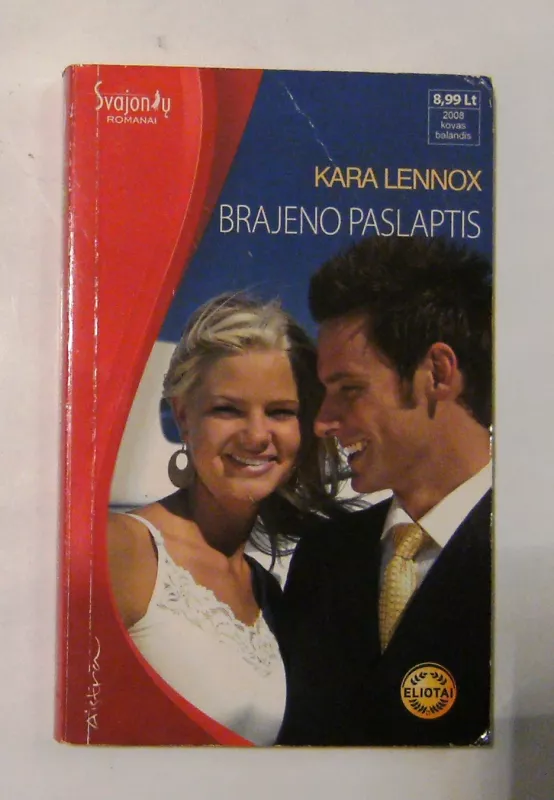 Svajonių
ROMANAI
8,99 Lt
2008
kovas
balandis
KARA LENNOX
BRAJENO PASLAPTIS
ELIOTAI